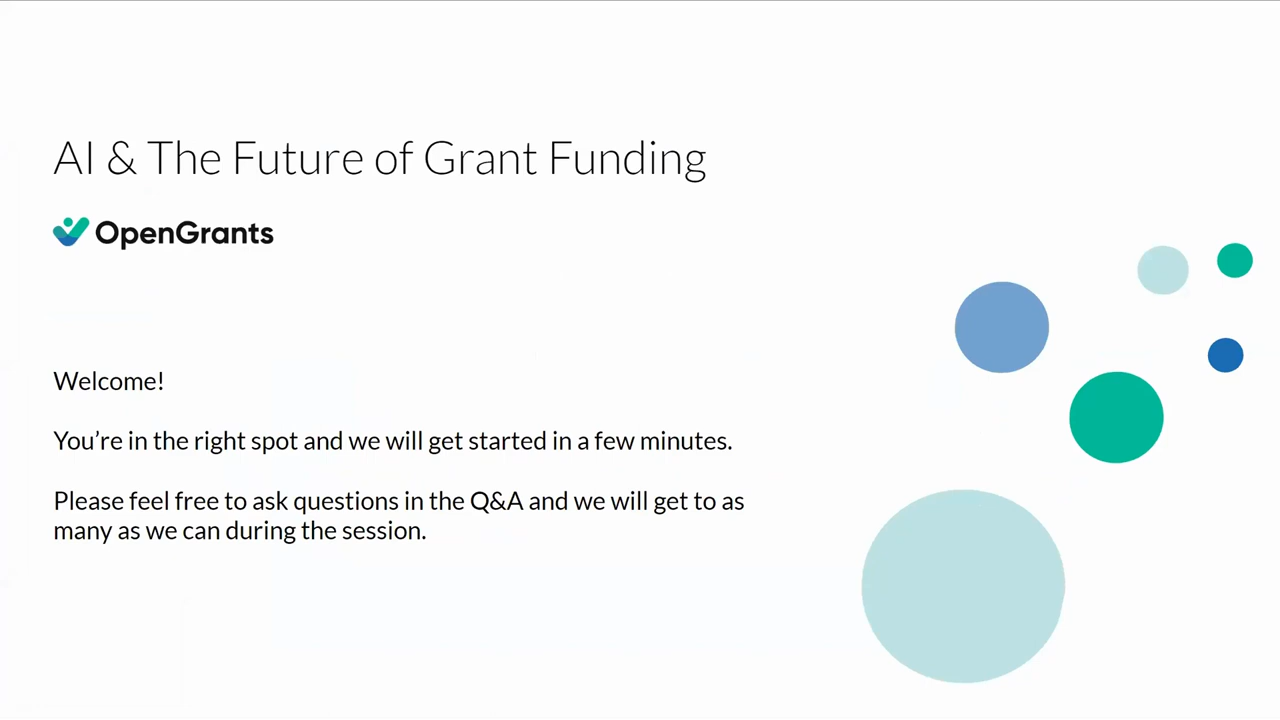 AI & The Future of Grant Funding
OpenGrants
Welcome!
You’re in the right spot and we will get started in a few minutes.
Please feel free to ask questions in the Q&A and we will get to as
many as we can during the session.